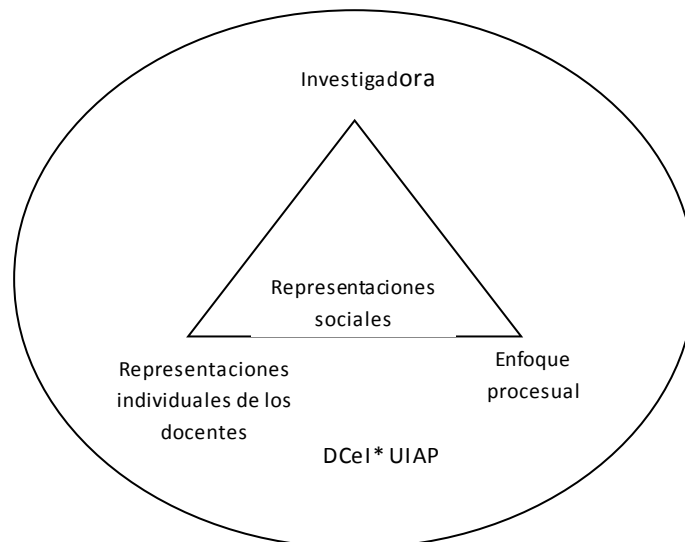 Investigadora
Representaciones
sociales
Representaciones
individuales de los
docentes
Enfoque
procesual
DCeI* UIAP